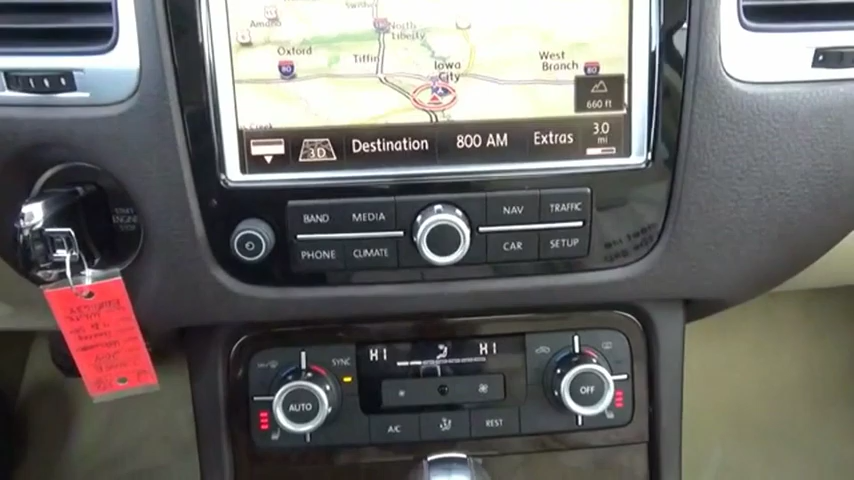 Amana
North
Liberty
Oxford
Tiffin
Iowa
City
West
Branch
80
80
660 ft
3D
Destination
800 AM
Extras
3.0
mi
BAND
MEDIA
NAV
TRAFFIC
PHONE
CLIMATE
CAR
SETUP
START
ENGINE
STOP
HI
HI
SYNC
AUTO
OFF
A/C
REST